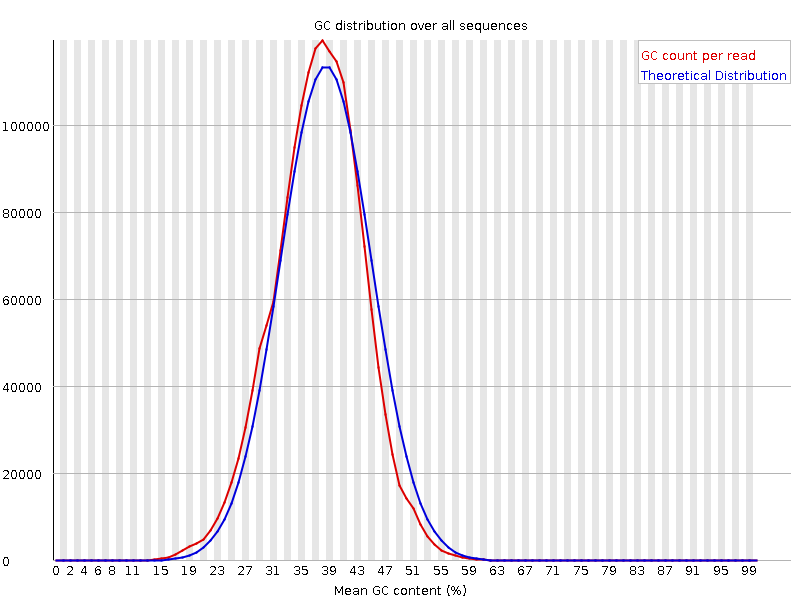 GC distribution over all sequences
GC count per read
Theoretical Distribution
100000
80000
60000
40000
20000
0
0 2 4 6 8 11 15 19 23 27 31 35 39 43 47 51 55 59 63 67 71 75 79 83 87 91 95 99
Mean GC content (%)